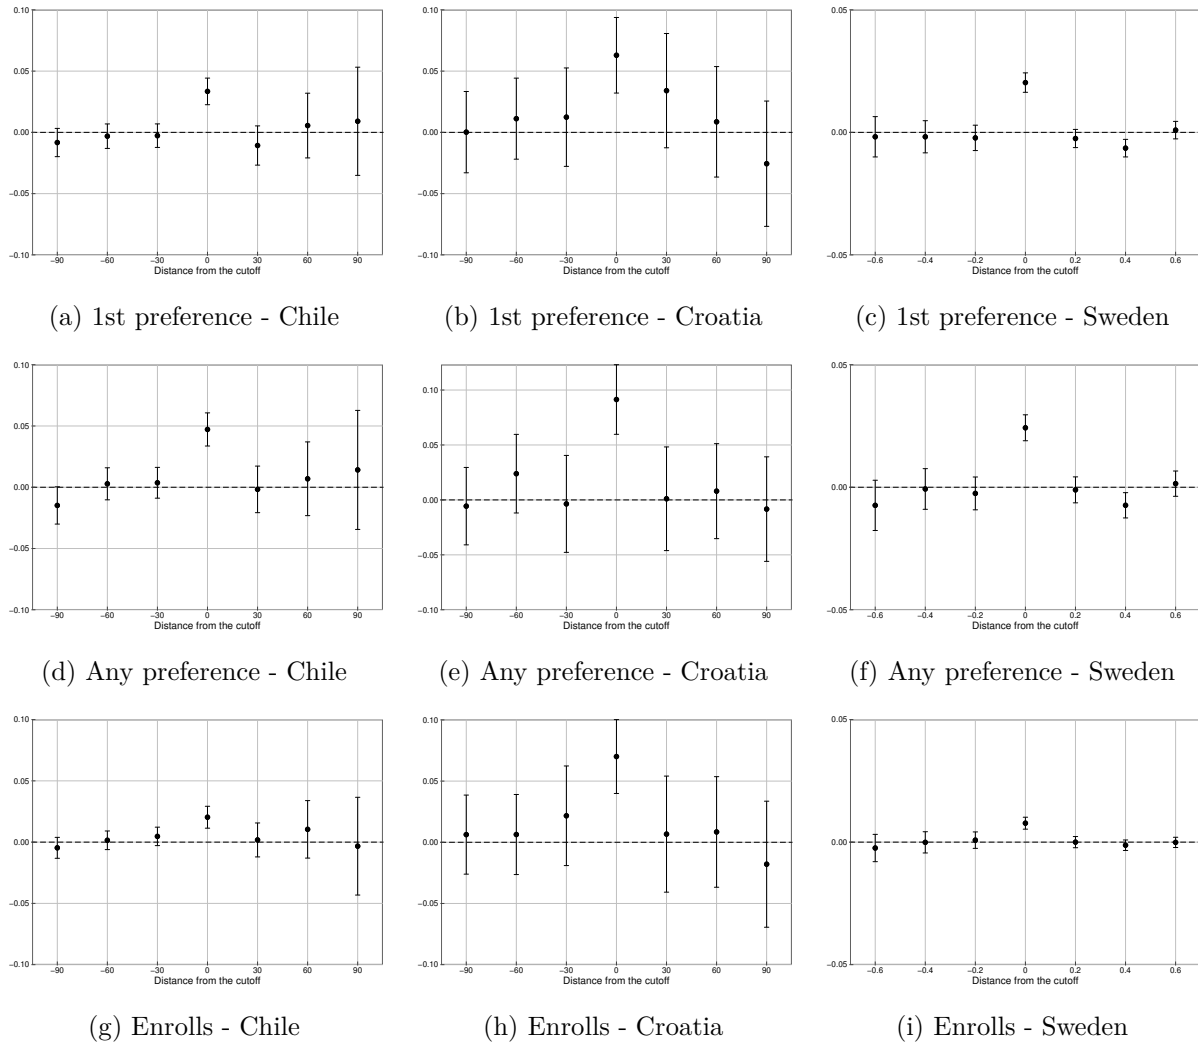 0.10 0.10 0.05
0.05 0.05
0.00 0.00 0.00
−0.05 −0.05
−0.10 −0.10 −0.05
−90 −60 −30 0 30 60 90 −90 −60 −30 0 30 60 90 −0.6 −0.4 −0.2 0 0.2 0.4 0.6
Distance from the cutoff Distance from the cutoff Distance from the cutoff
(a) 1st preference - Chile (b) 1st preference - Croatia (c) 1st preference - Sweden
0.10 0.05
0.10
0.05
0.05
0.00 0.00 0.00
−0.05 −0.05
−0.10 −0.10 −0.05
−90 −60 −30 0 30 60 90 −90 −60 −30 0 30 60 90 −0.6 −0.4 −0.2 0 0.2 0.4 0.6
Distance from the cutoff Distance from the cutoff Distance from the cutoff
(d) Any preference - Chile (e) Any preference - Croatia (f) Any preference - Sweden
0.10 0.10 0.05
0.05 0.05
0.00 0.00 0.00
−0.05 −0.05
−0.10 −0.10 −0.05
−90 −60 −30 0 30 60 90 −90 −60 −30 0 30 60 90 −0.6 −0.4 −0.2 0 0.2 0.4 0.6
Distance from the cutoff Distance from the cutoff Distance from the cutoff
(g) Enrolls - Chile (h) Enrolls - Croatia (i) Enrolls - Sweden